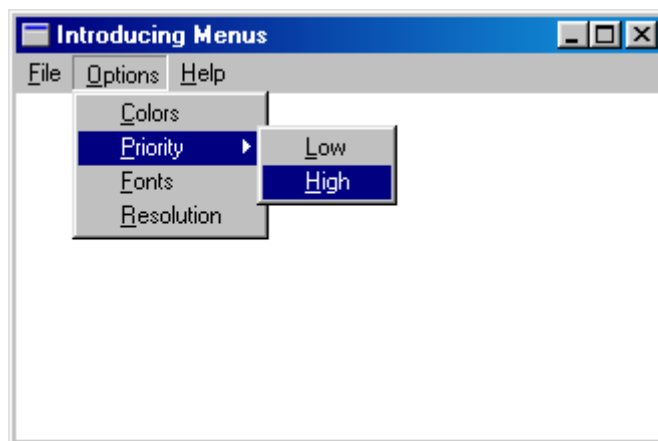 Introducing Menus
File Options Help
Colors
Priority
Fonts
Resolution
Low
High